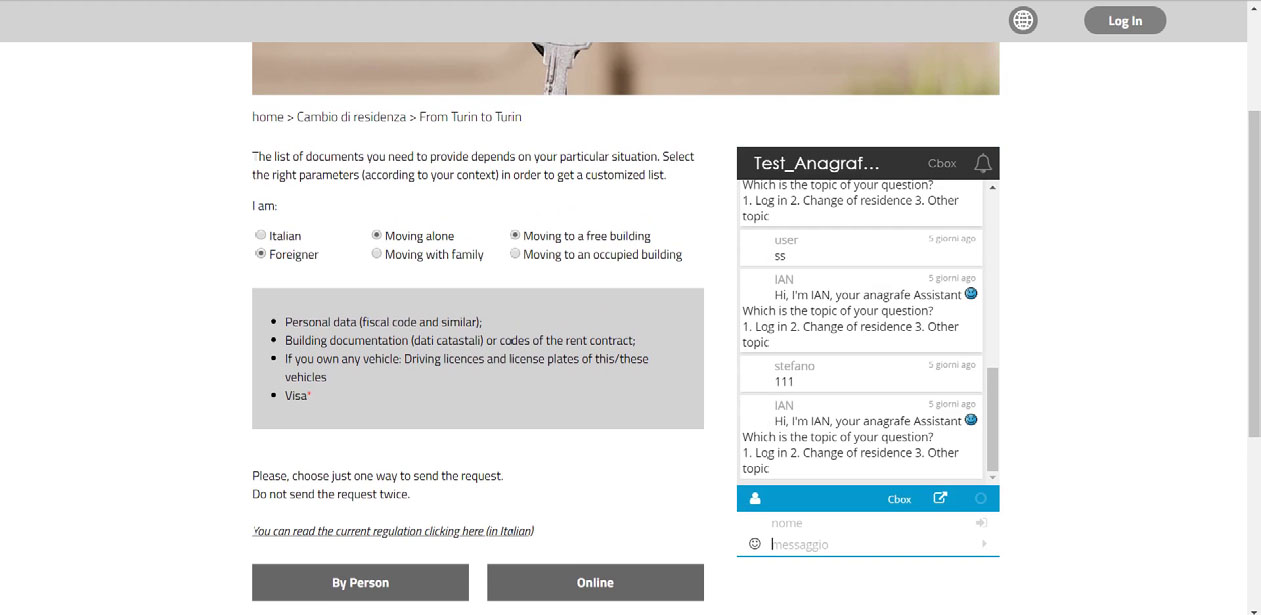 Log In
home > Cambio di residenza > From Turin to Turin
The list of documents you need to provide depends on your particular situation. Select
the right parameters (according to your context) in order to get a customized list.
I am:
Italian
Moving alone
Moving to a free building
Foreigner
Moving with family
Moving to an occupied building
Personal data (fiscal code and similar);
Building documentation (dati catastali) or codes of the rent contract;
If you own any vehicle: Driving licences and license plates of this/these
vehicles
Visa*
Please, choose just one way to send the request.
Do not send the request twice.
You can read the current regulation clicking here (in Italian)
By Person
Online
Test_Anagraf...
Cbox
Which is the topic of your question?
1. Log in 2. Change of residence 3. Other
topic
user
5 giorni ago
ss
IAN
5 giorni ago
Hi, I'm IAN, your anagrafe Assistant
Which is the topic of your question?
1. Log in 2. Change of residence 3. Other
topic
stefano
5 giorni ago
111
IAN
5 giorni ago
Hi, I'm IAN, your anagrafe Assistant
Which is the topic of your question?
1. Log in 2. Change of residence 3. Other
topic
Cbox
nome
messaggio